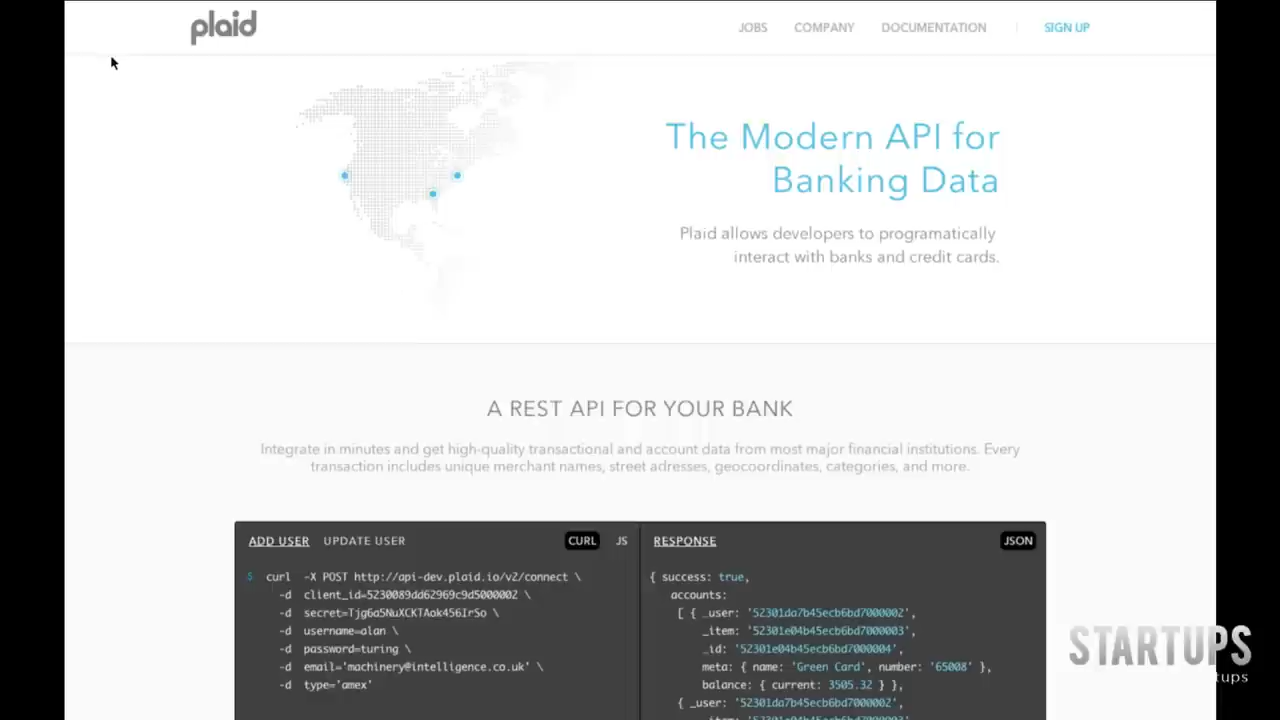 plaid
JOBS COMPANY DOCUMENTATION SIGN UP
The Modern API for
Banking Data
Plaid allows developers to programatically
interact with banks and credit cards.
A REST API FOR YOUR BANK
Integrate in minutes and get high-quality transactional and account data from most major financial institutions. Every
transaction includes unique merchant names, street adresses, geocoordinates, categories, and more.
ADD USER UPDATE USER CURL JS
$ curl -X POST http://api-dev.plaid.io/v2/connect \
-d client_id=5230089dd62969c9d5000002 \
-d secret=Tjg6a5NuXCKTAok456IrSo \
-d username=alan \
-d password=turing \
-d email='machinery@intelligence.co.uk' \
-d type='amex'
RESPONSE JSON
{ success: true,
accounts:
[ { _user: '52301da7b45ecb6bd7000002',
_item: '52301e04b45ecb6bd7000003',
_id: '52301e04b45ecb6bd7000004',
meta: { name: 'Green Card', number: '65008' },
balance: { current: 3505.32 } },
{ _user: '52301da7b45ecb6bd7000002',
STARTUPS
tups